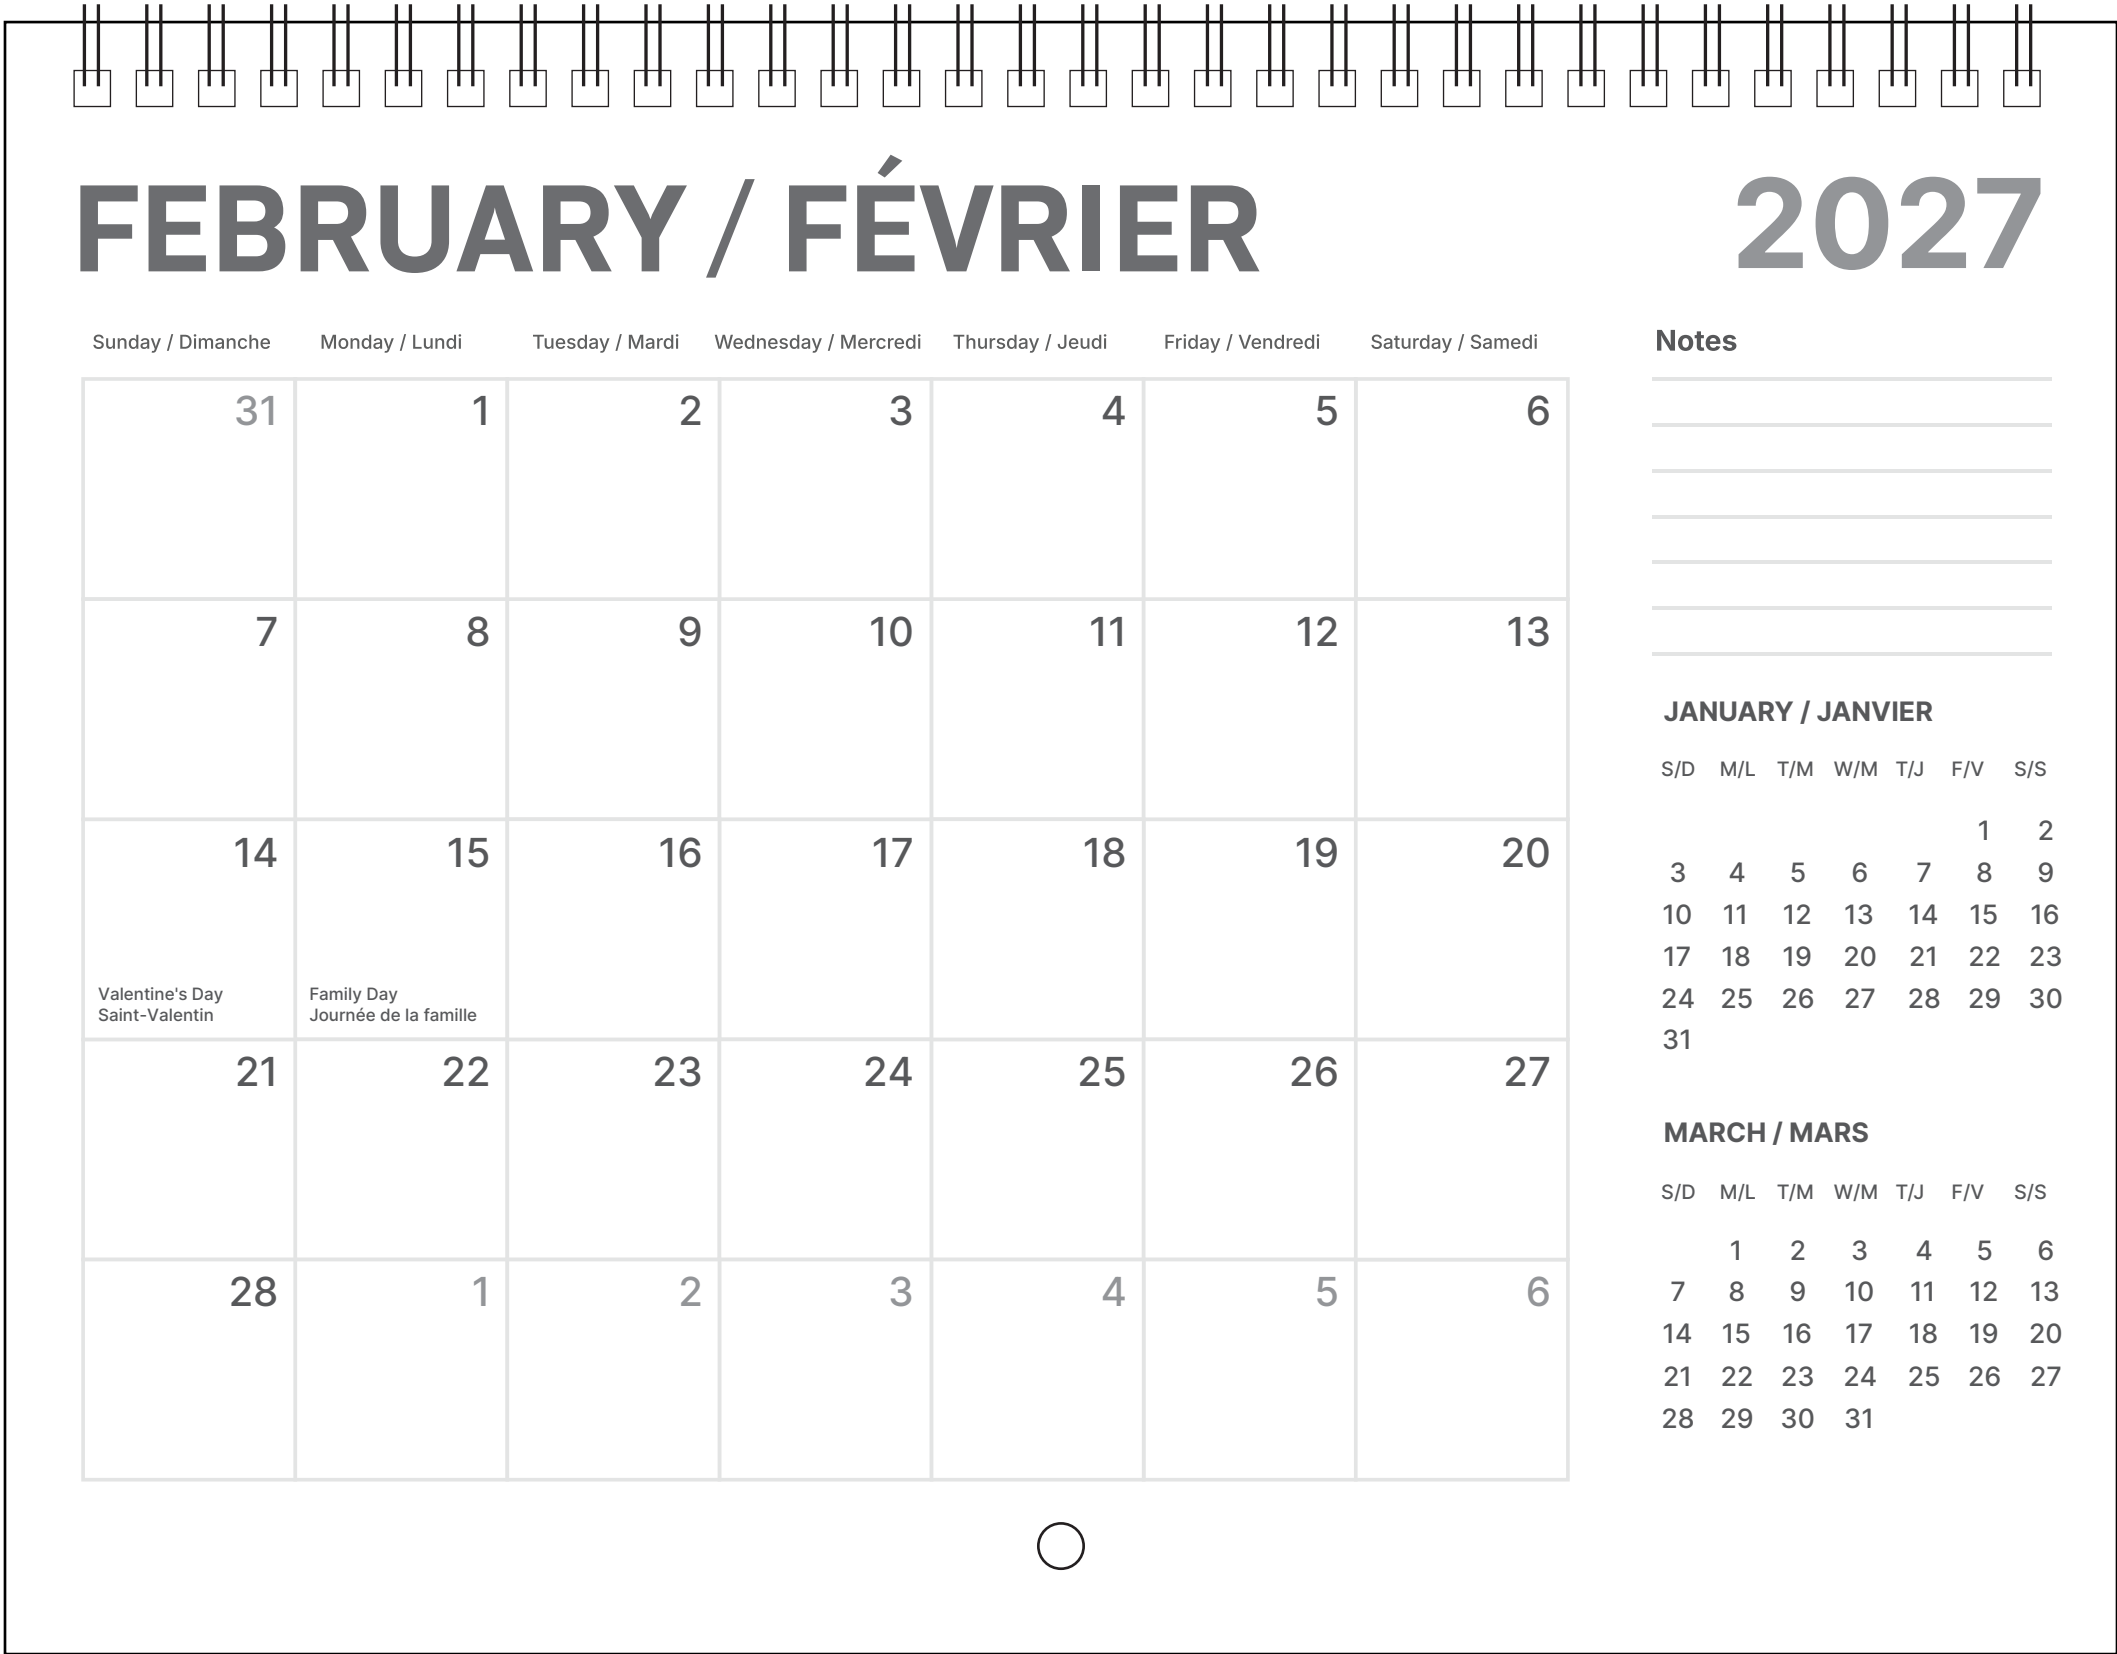 FEBRUARY / FÉVRIER 2027
Sunday / Dimanche Monday / Lundi Tuesday / Mardi Wednesday / Mercredi Thursday / Jeudi Friday / Vendredi Saturday / Samedi
31 1 2 3 4 5 6
7 8 9 10 11 12 13
14 15 16 17 18 19 20
Valentine's Day
Saint-Valentin
Family Day
Journée de la famille
21 22 23 24 25 26 27
28 1 2 3 4 5 6
Notes
JANUARY / JANVIER
S/D M/L T/M W/M T/J F/V S/S
1 2
3 4 5 6 7 8 9
10 11 12 13 14 15 16
17 18 19 20 21 22 23
24 25 26 27 28 29 30
31
MARCH / MARS
S/D M/L T/M W/M T/J F/V S/S
1 2 3 4 5 6
7 8 9 10 11 12 13
14 15 16 17 18 19 20
21 22 23 24 25 26 27
28 29 30 31